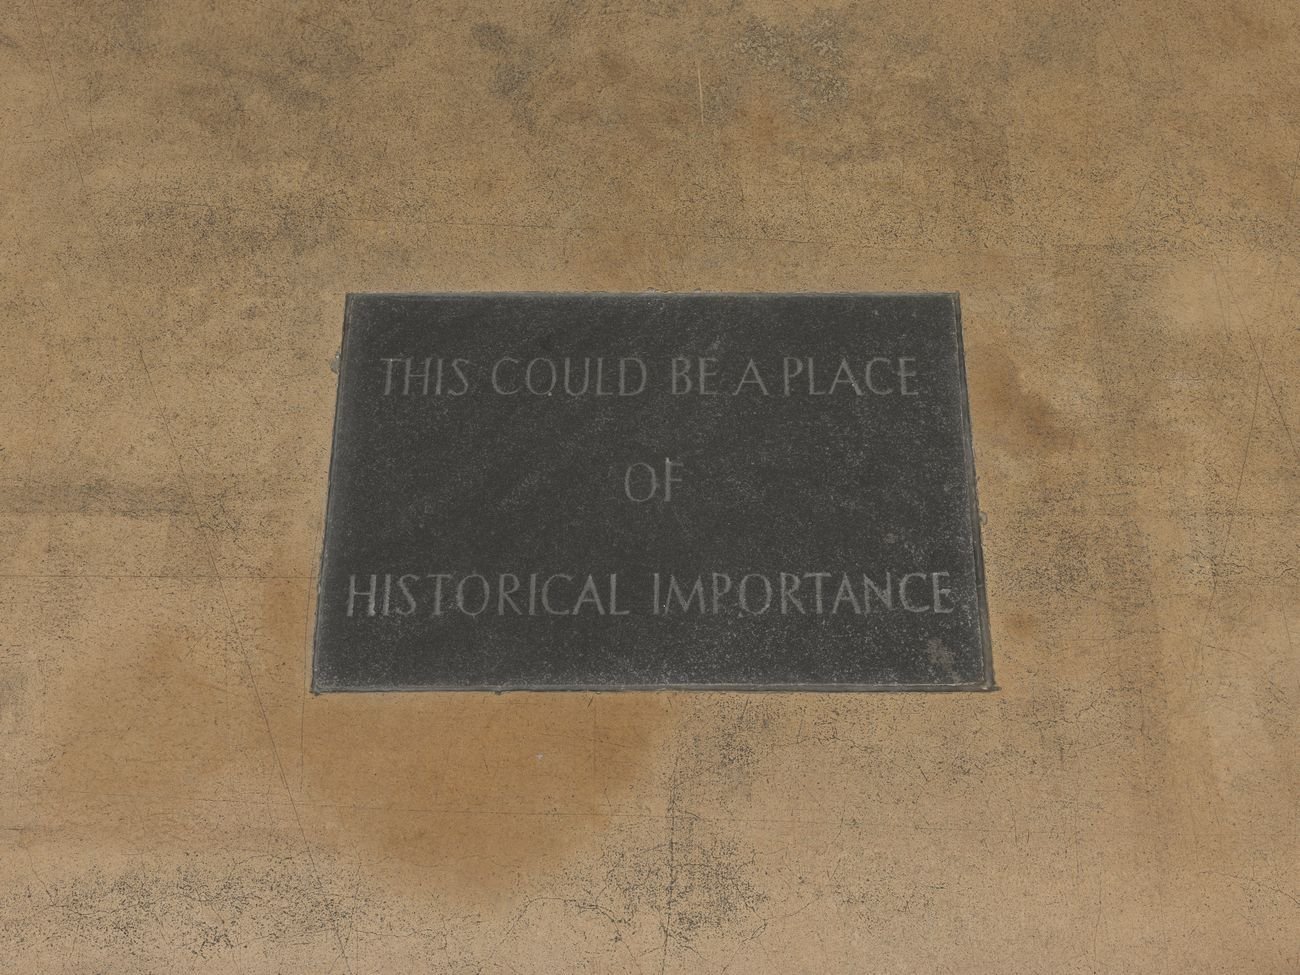 THIS COULD BE A PLACE
OF
HISTORICAL IMPORTANCE